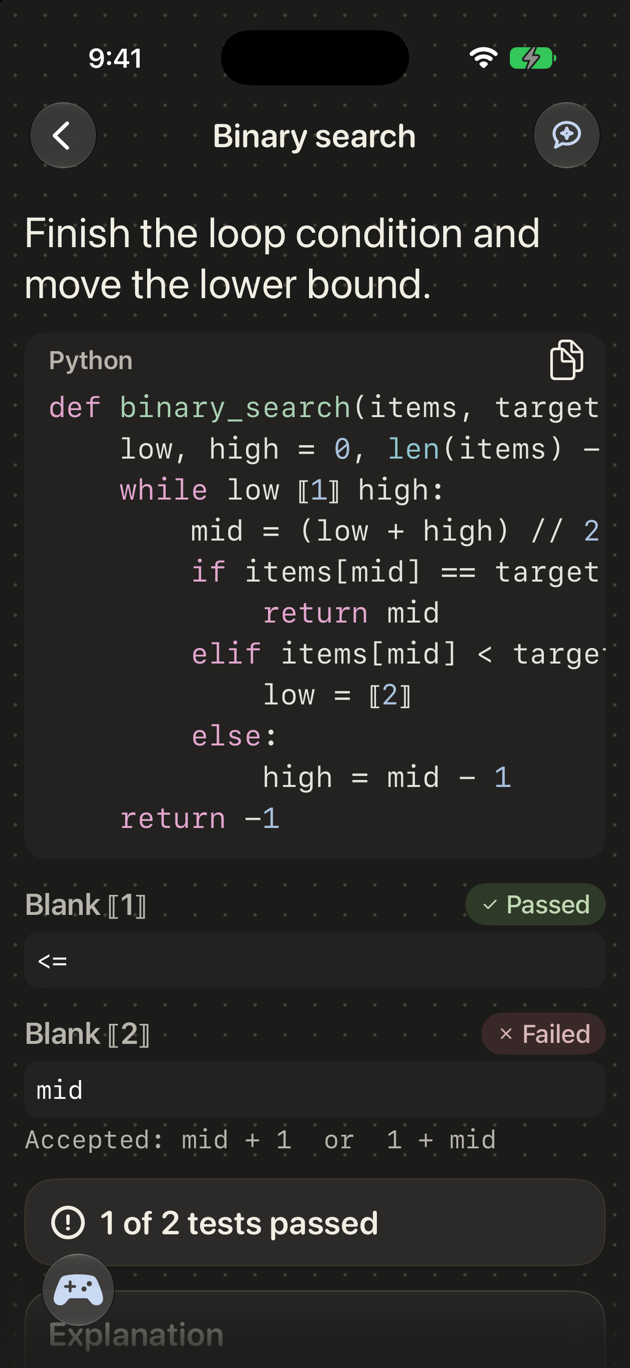 9:41
Binary search
Finish the loop condition and
move the lower bound.
Python
def binary_search(items, target
    low, high = 0, len(items) -
    while low ⟦1⟧ high:
        mid = (low + high) // 2
        if items[mid] == target
            return mid
        elif items[mid] < target
            low = ⟦2⟧
        else:
            high = mid - 1
    return -1
Blank ⟦1⟧
Passed
<=
Blank ⟦2⟧
Failed
mid
Accepted: mid + 1 or 1 + mid
1 of 2 tests passed
Explanation